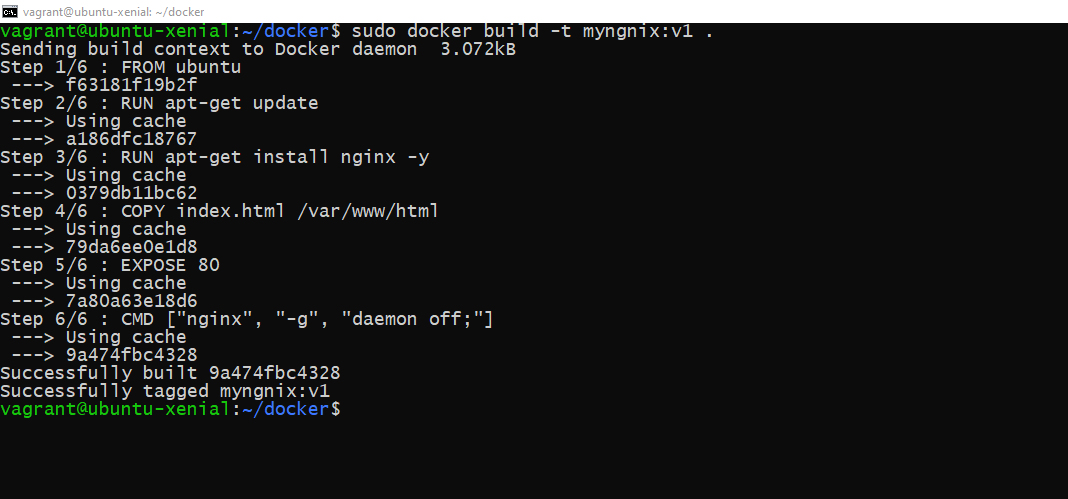 vagrant@ubuntu-xenial: ~/docker
vagrant@ubuntu-xenial:~/docker$ sudo docker build -t myngnix:v1 .
Sending build context to Docker daemon  3.072kB
Step 1/6 : FROM ubuntu
 ---> f63181f19b2f
Step 2/6 : RUN apt-get update
 ---> Using cache
 ---> a186dfc18767
Step 3/6 : RUN apt-get install nginx -y
 ---> Using cache
 ---> 0379db11bc62
Step 4/6 : COPY index.html /var/www/html
 ---> Using cache
 ---> 79da6ee0e1d8
Step 5/6 : EXPOSE 80
 ---> Using cache
 ---> 7a80a63e18d6
Step 6/6 : CMD ["nginx", "-g", "daemon off;"]
 ---> Using cache
 ---> 9a474fbc4328
Successfully built 9a474fbc4328
Successfully tagged myngnix:v1
vagrant@ubuntu-xenial:~/docker$